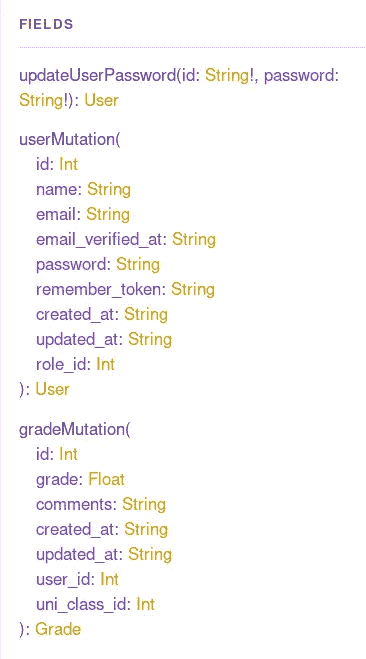 FIELDS
updateUserPassword(id: String!, password:
String!): User
userMutation(
id: Int
name: String
email: String
email_verified_at: String
password: String
remember_token: String
created_at: String
updated_at: String
role_id: Int
): User
gradeMutation(
id: Int
grade: Float
comments: String
created_at: String
updated_at: String
user_id: Int
uni_class_id: Int
): Grade